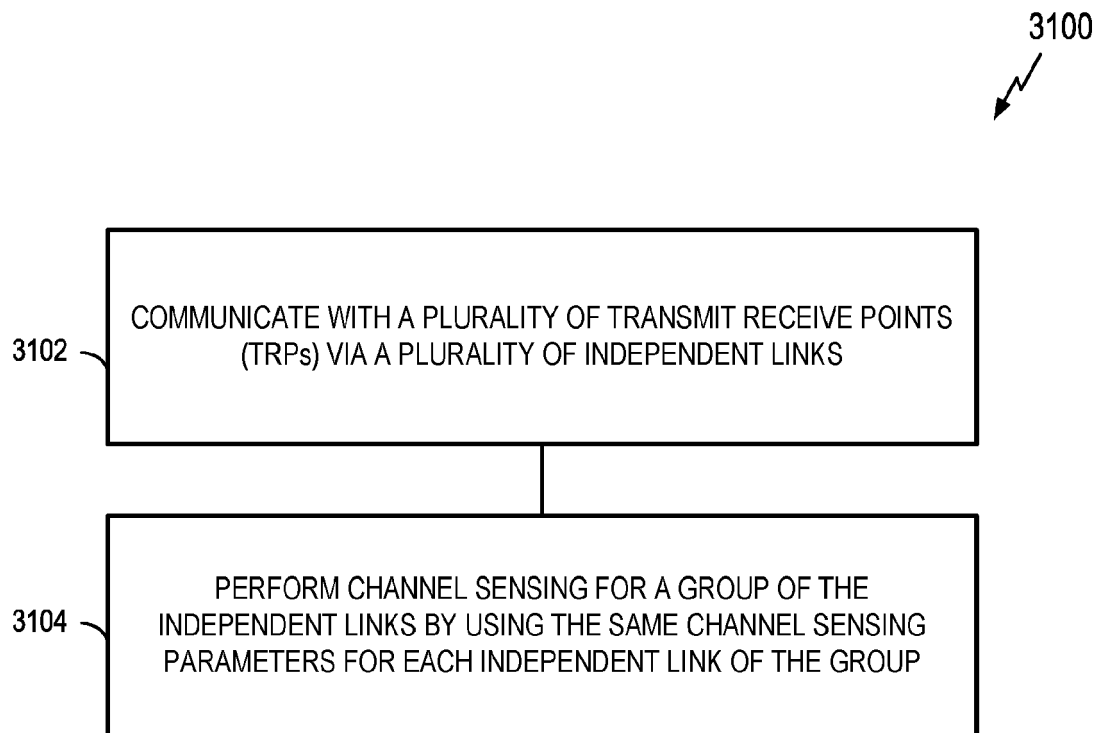 3100
COMMUNICATE WITH A PLURALITY OF TRANSMIT RECEIVE POINTS
(TRPs) VIA A PLURALITY OF INDEPENDENT LINKS
3102
PERFORM CHANNEL SENSING FOR A GROUP OF THE
INDEPENDENT LINKS BY USING THE SAME CHANNEL SENSING
PARAMETERS FOR EACH INDEPENDENT LINK OF THE GROUP
3104